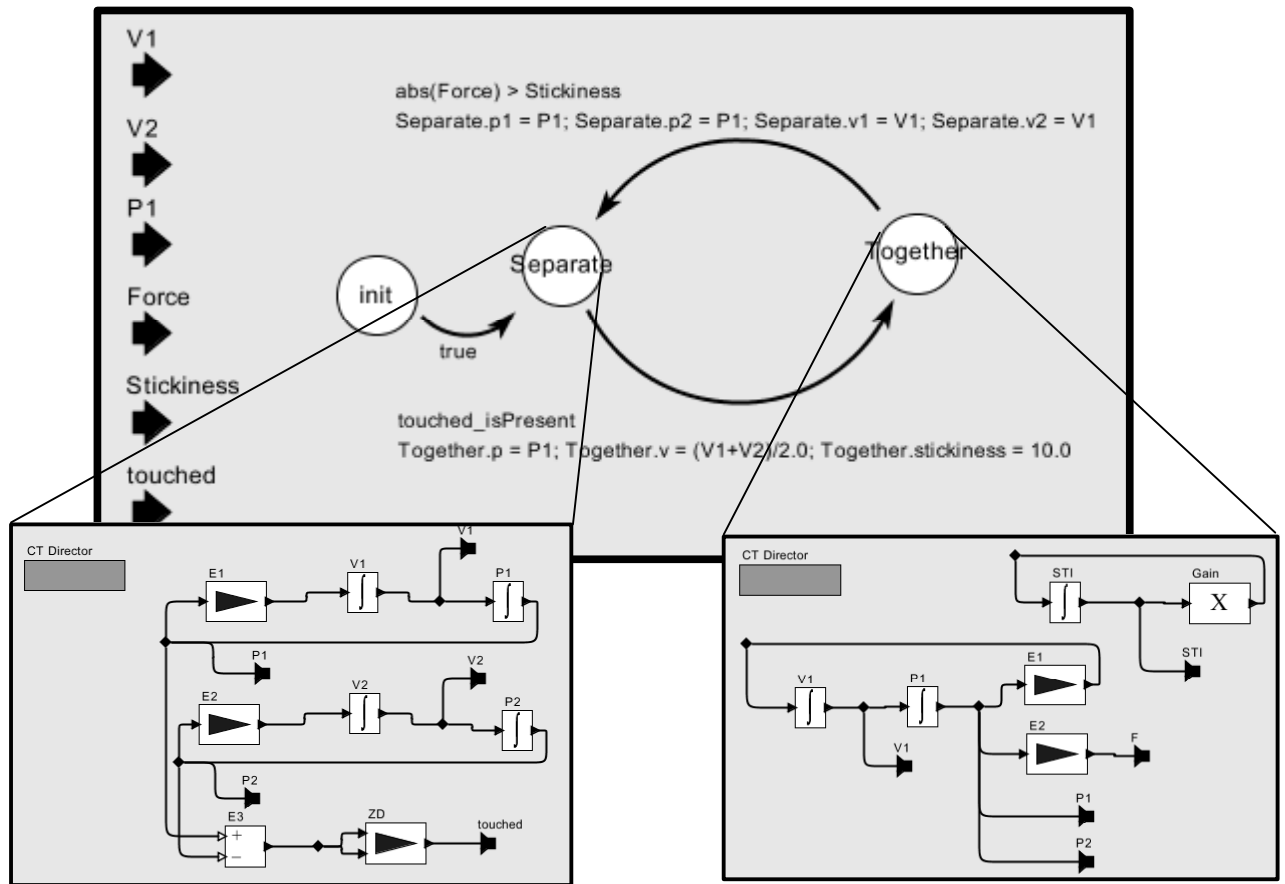 V1
V2
P1
Force
Stickiness
touched
abs(Force) > Stickiness
Separate.p1 = P1; Separate.p2 = P1; Separate.v1 = V1; Separate.v2 = V1
init
Separate
Together
true
touched_isPresent
Together.p = P1; Together.v = (V1+V2)/2.0; Together.stickiness = 10.0
CT Director
V1
E1
V1
∫
P1
∫
P1
V2
E2
V2
∫
P2
∫
P2
E3
+
−
ZD
touched
CT Director
STI
∫
Gain
X
STI
V1
∫
P1
∫
E1
V1
E2
F
P1
P2